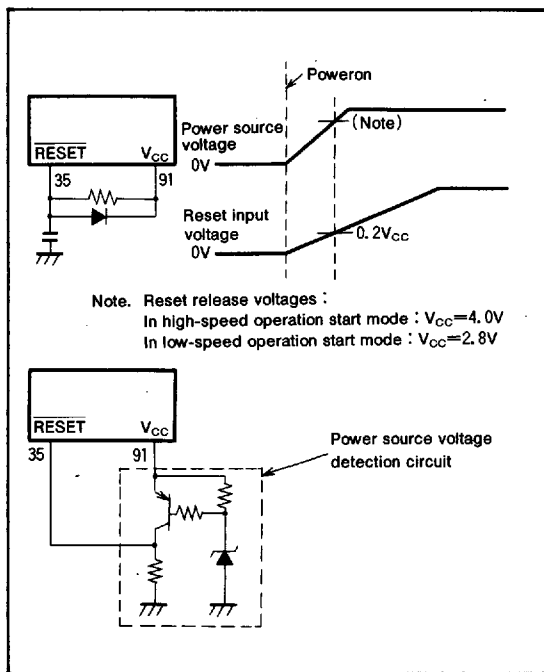 Poweron
Power source
voltage
0V
(Note)
RESET VCC
35 91
Reset input
voltage
0V
0.2VCC
Note. Reset release voltages :
In high-speed operation start mode : VCC=4.0V
In low-speed operation start mode : VCC=2.8V
RESET VCC
35 91
Power source voltage
detection circuit